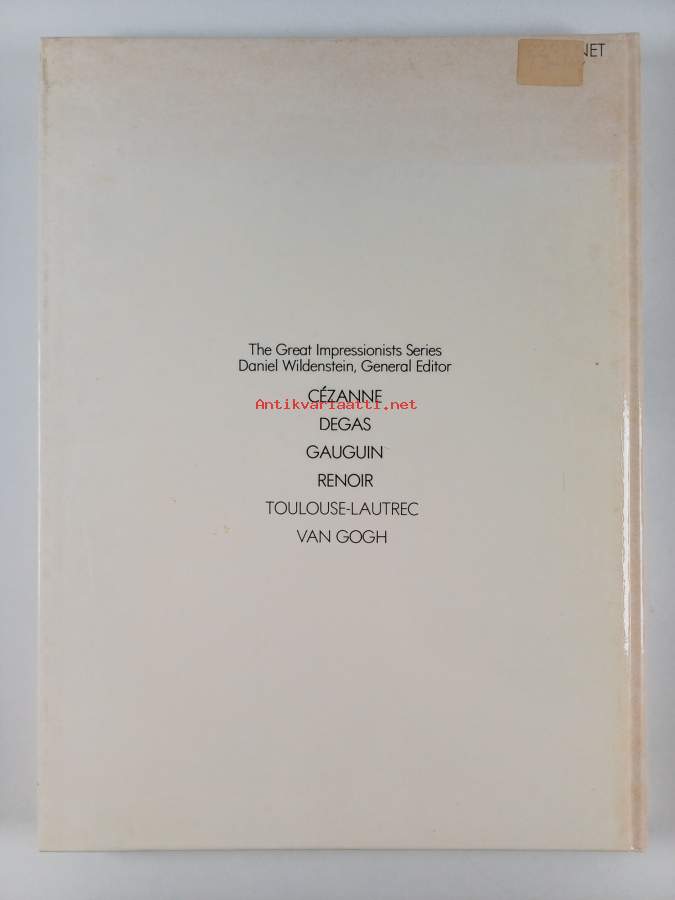 NET
The Great Impressionists Series
Daniel Wildenstein, General Editor
CÉZANNE
Antikvariaatti.net
DEGAS
GAUGUIN
RENOIR
TOULOUSE-LAUTREC
VAN GOGH